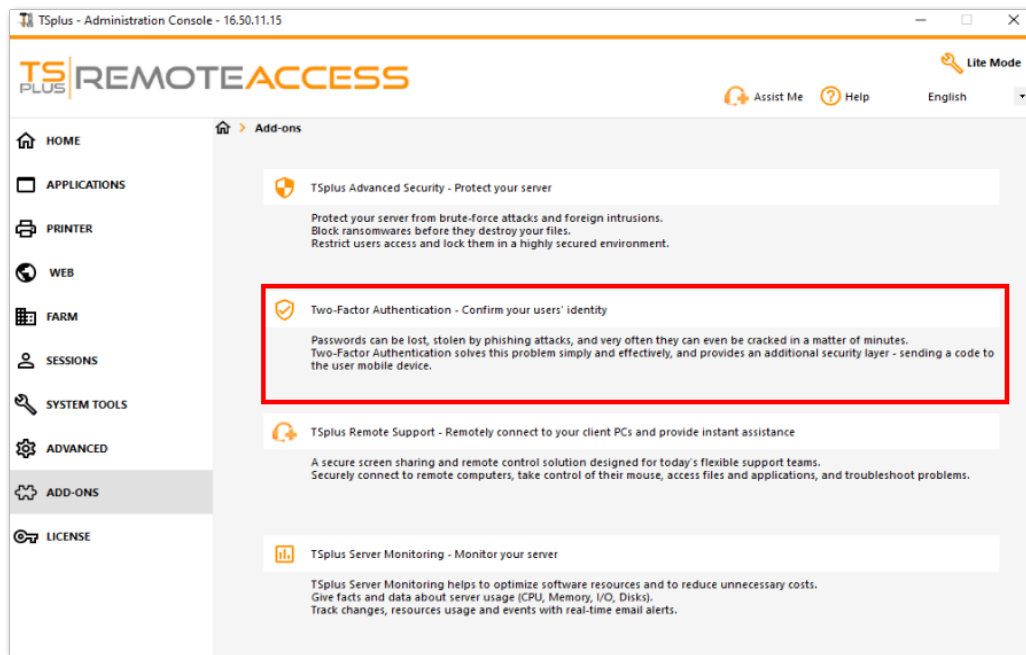 TSplus - Administration Console - 16.50.11.15
TS PLUS REMOTEACCESS
Lite Mode
Assist Me
Help
English
HOME
APPLICATIONS
PRINTER
WEB
FARM
SESSIONS
SYSTEM TOOLS
ADVANCED
ADD-ONS
LICENSE
Add-ons
TSplus Advanced Security - Protect your server
Protect your server from brute-force attacks and foreign intrusions.
Block ransomwares before they destroy your files.
Restrict users access and lock them in a highly secured environment.
Two-Factor Authentication - Confirm your users' identity
Passwords can be lost, stolen by phishing attacks, and very often they can even be cracked in a matter of minutes.
Two-Factor Authentication solves this problem simply and effectively, and provides an additional security layer - sending a code to
the user mobile device.
TSplus Remote Support - Remotely connect to your client PCs and provide instant assistance
A secure screen sharing and remote control solution designed for today's flexible support teams.
Securely connect to remote computers, take control of their mouse, access files and applications, and troubleshoot problems.
TSplus Server Monitoring - Monitor your server
TSplus Server Monitoring helps to optimize software resources and to reduce unnecessary costs.
Give facts and data about server usage (CPU, Memory, I/O, Disks).
Track changes, resources usage and events with real-time email alerts.